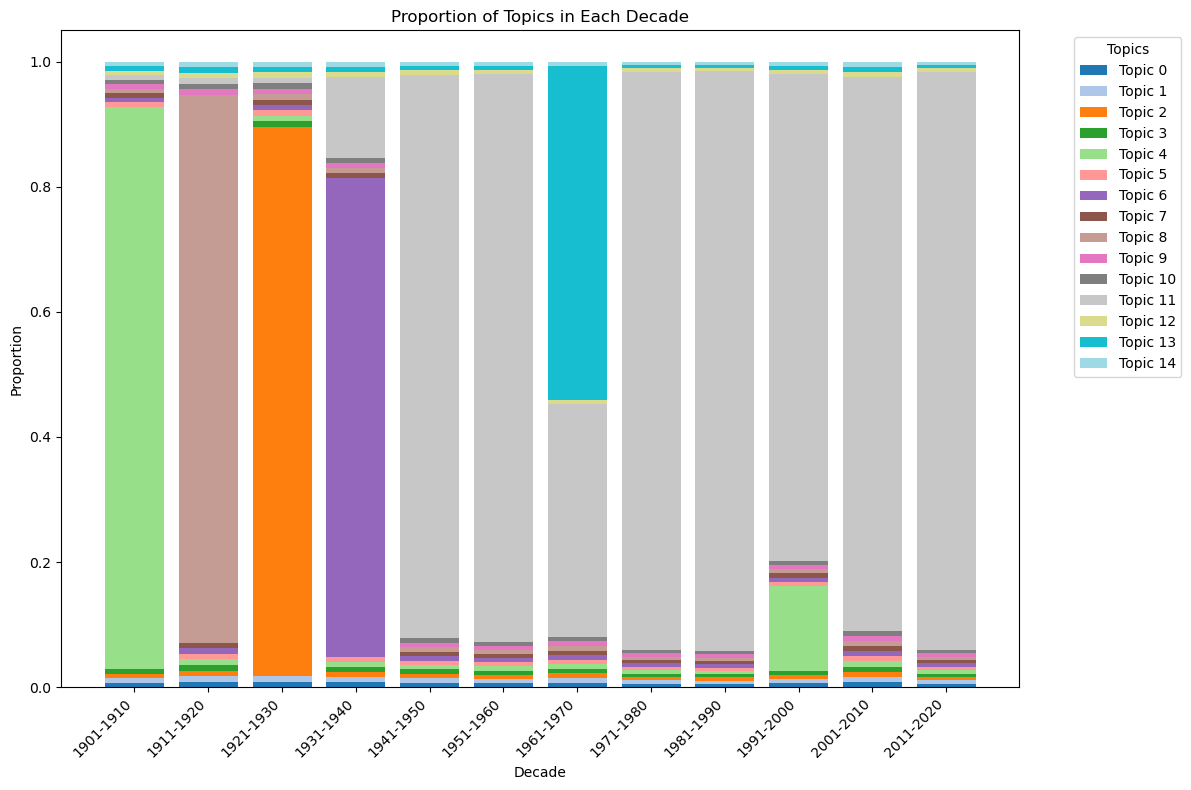 Proportion of Topics in Each Decade
Topics
Topic 0
Topic 1
Topic 2
Topic 3
Topic 4
Topic 5
Topic 6
Topic 7
Topic 8
Topic 9
Topic 10
Topic 11
Topic 12
Topic 13
Topic 14
Proportion
1.0
0.8
0.6
0.4
0.2
0.0
1901-1910
1911-1920
1921-1930
1931-1940
1941-1950
1951-1960
1961-1970
1971-1980
1981-1990
1991-2000
2001-2010
2011-2020
Decade